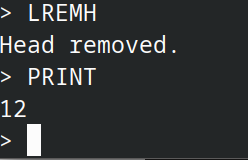 > LREMH
Head removed.
> PRINT
12
>